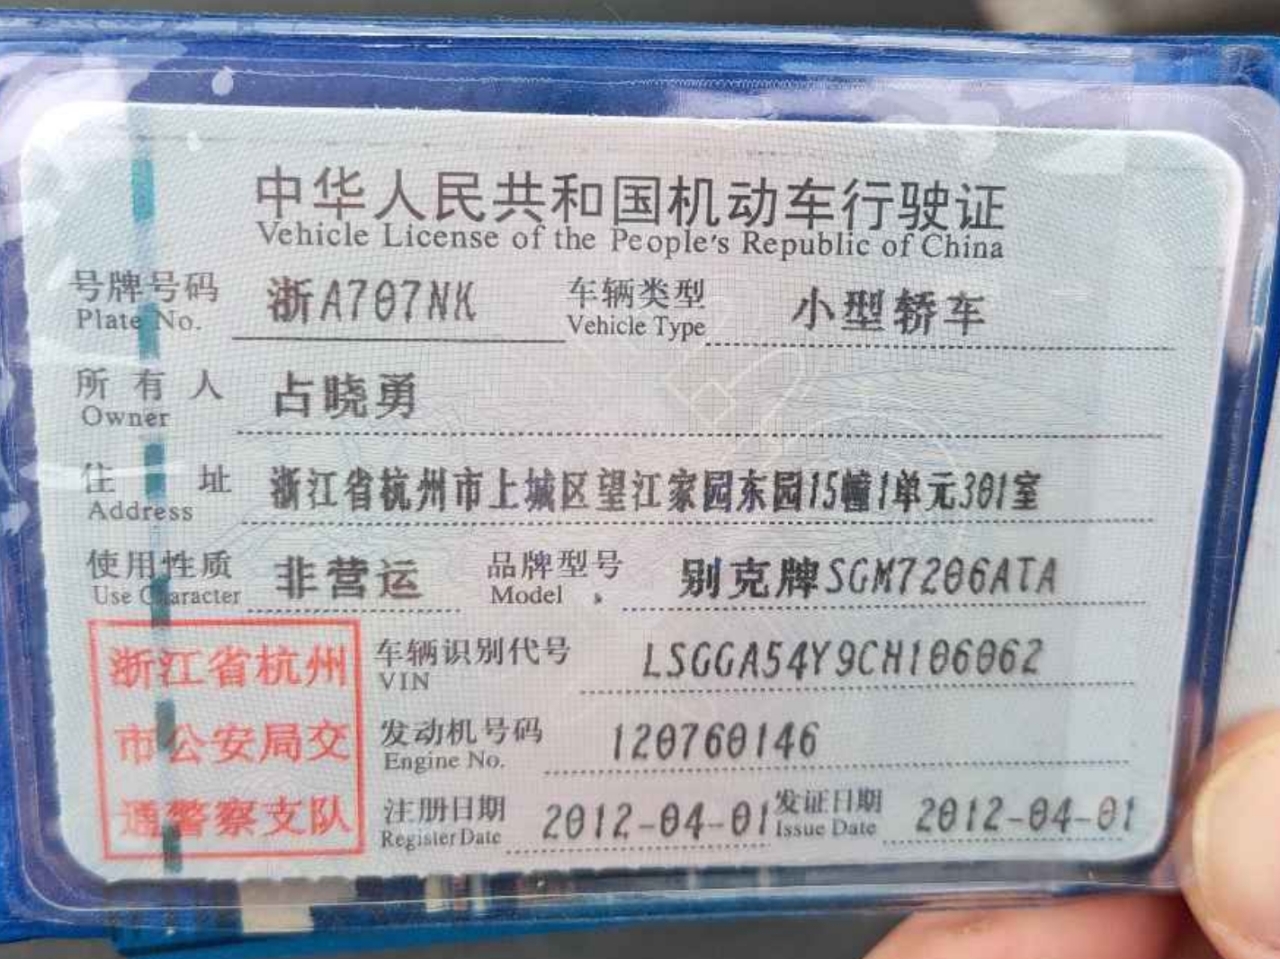 中华人民共和国机动车行驶证
Vehicle License of the People's Republic of China
号牌号码 浙A707NK 车辆类型 小型轿车
Plate No. Vehicle Type
所有人 占晓勇
Owner
住址 浙江省杭州市上城区望江家园东园15幢1单元301室
Address
使用性质 非营运 品牌型号 别克牌SGM7206ATA
Use Character Model
浙江省杭州
市公安局交
通警察支队
车辆识别代号 LSGGA54Y9CH106062
VIN
发动机号码 120760146
Engine No.
注册日期 2012-04-01 发证日期 2012-04-01
Register Date Issue Date